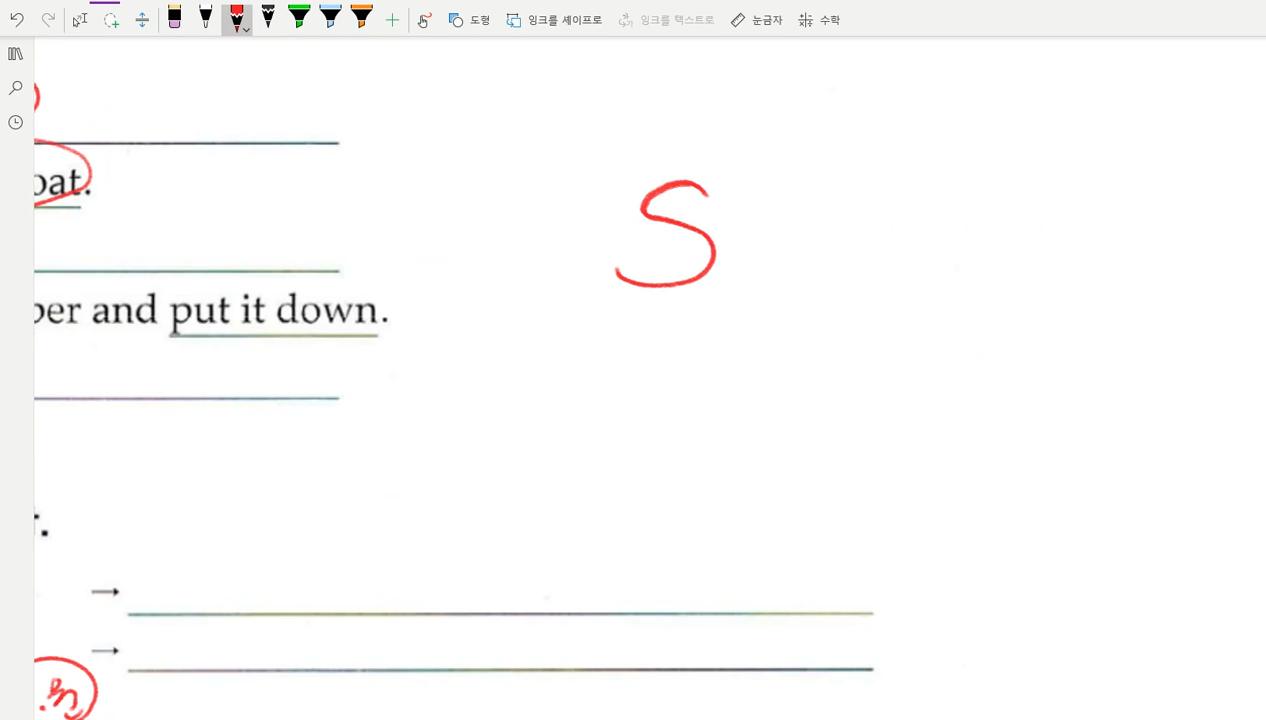 도형 잉크를 셰이프로 잉크를 텍스트로 눈금자 수학
oat.
S
per and put it down.
→
→